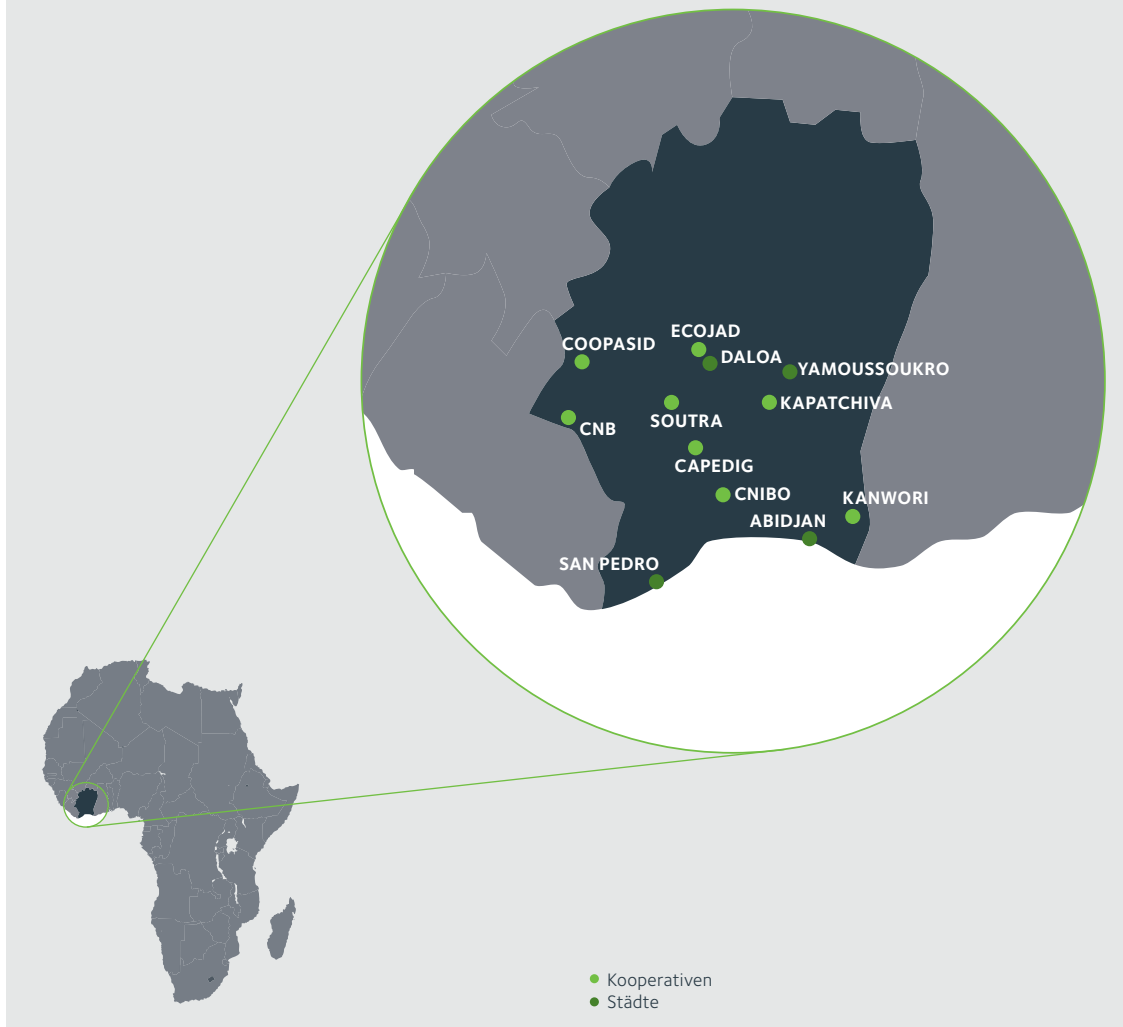 ECOJAD
COOPASID
DALOA
YAMOUSSOUKRO
KAPATCHIVA
SOUTRA
CNB
CAPEDIG
CNIBO
KANWORI
ABIDJAN
SAN PEDRO
Kooperativen
Städte